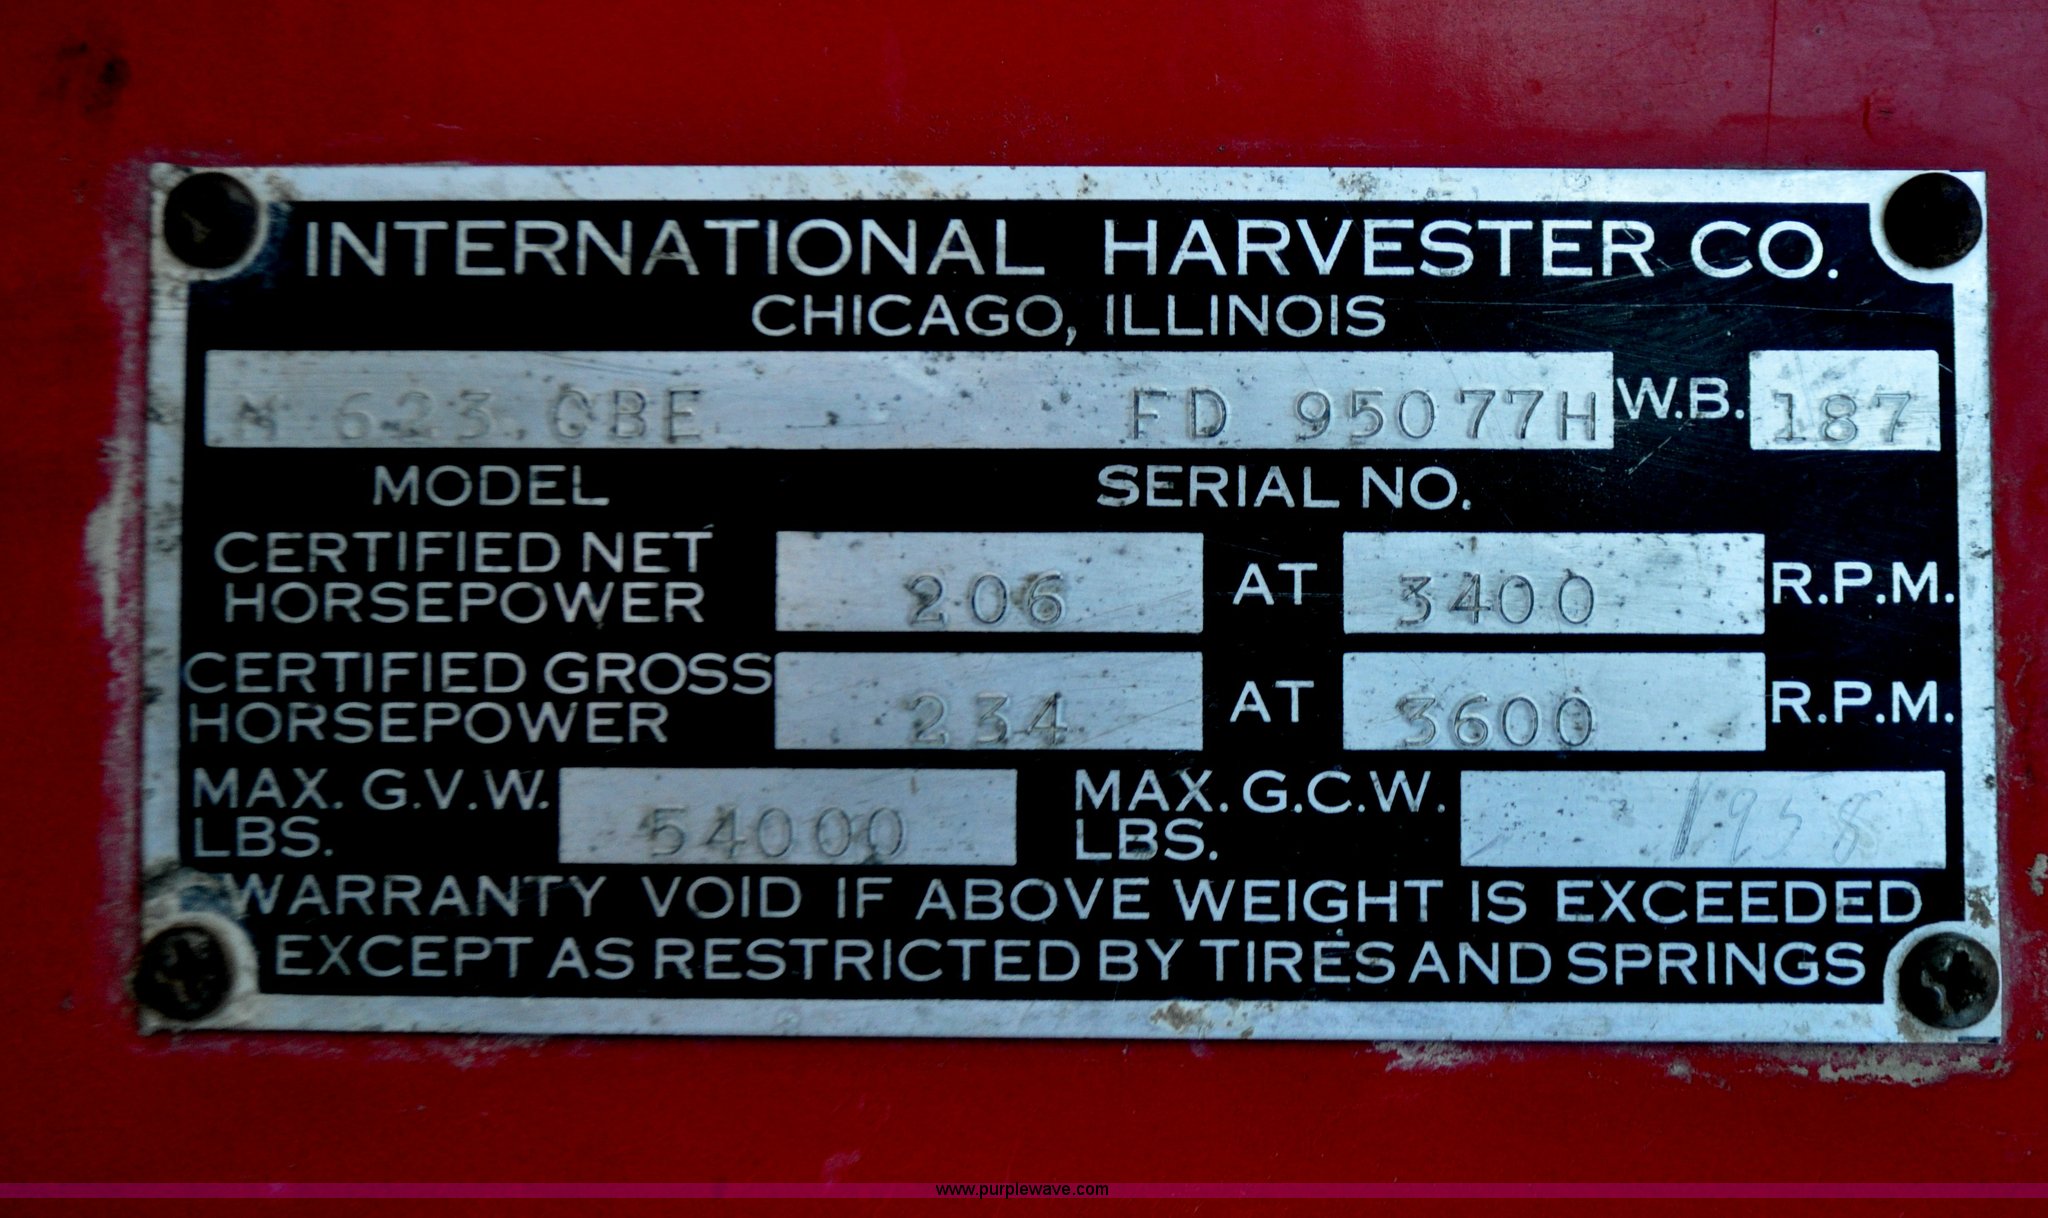 INTERNATIONAL HARVESTER CO.
CHICAGO, ILLINOIS
M 623 CBE FD 95077H W.B. 187
MODEL SERIAL NO.
CERTIFIED NET HORSEPOWER 206 AT 3400 R.P.M.
CERTIFIED GROSS HORSEPOWER 234 AT 3600 R.P.M.
MAX. G.V.W. LBS. 54000 MAX. G.C.W. LBS. 1958
WARRANTY VOID IF ABOVE WEIGHT IS EXCEEDED
EXCEPT AS RESTRICTED BY TIRES AND SPRINGS
www.purplewave.com